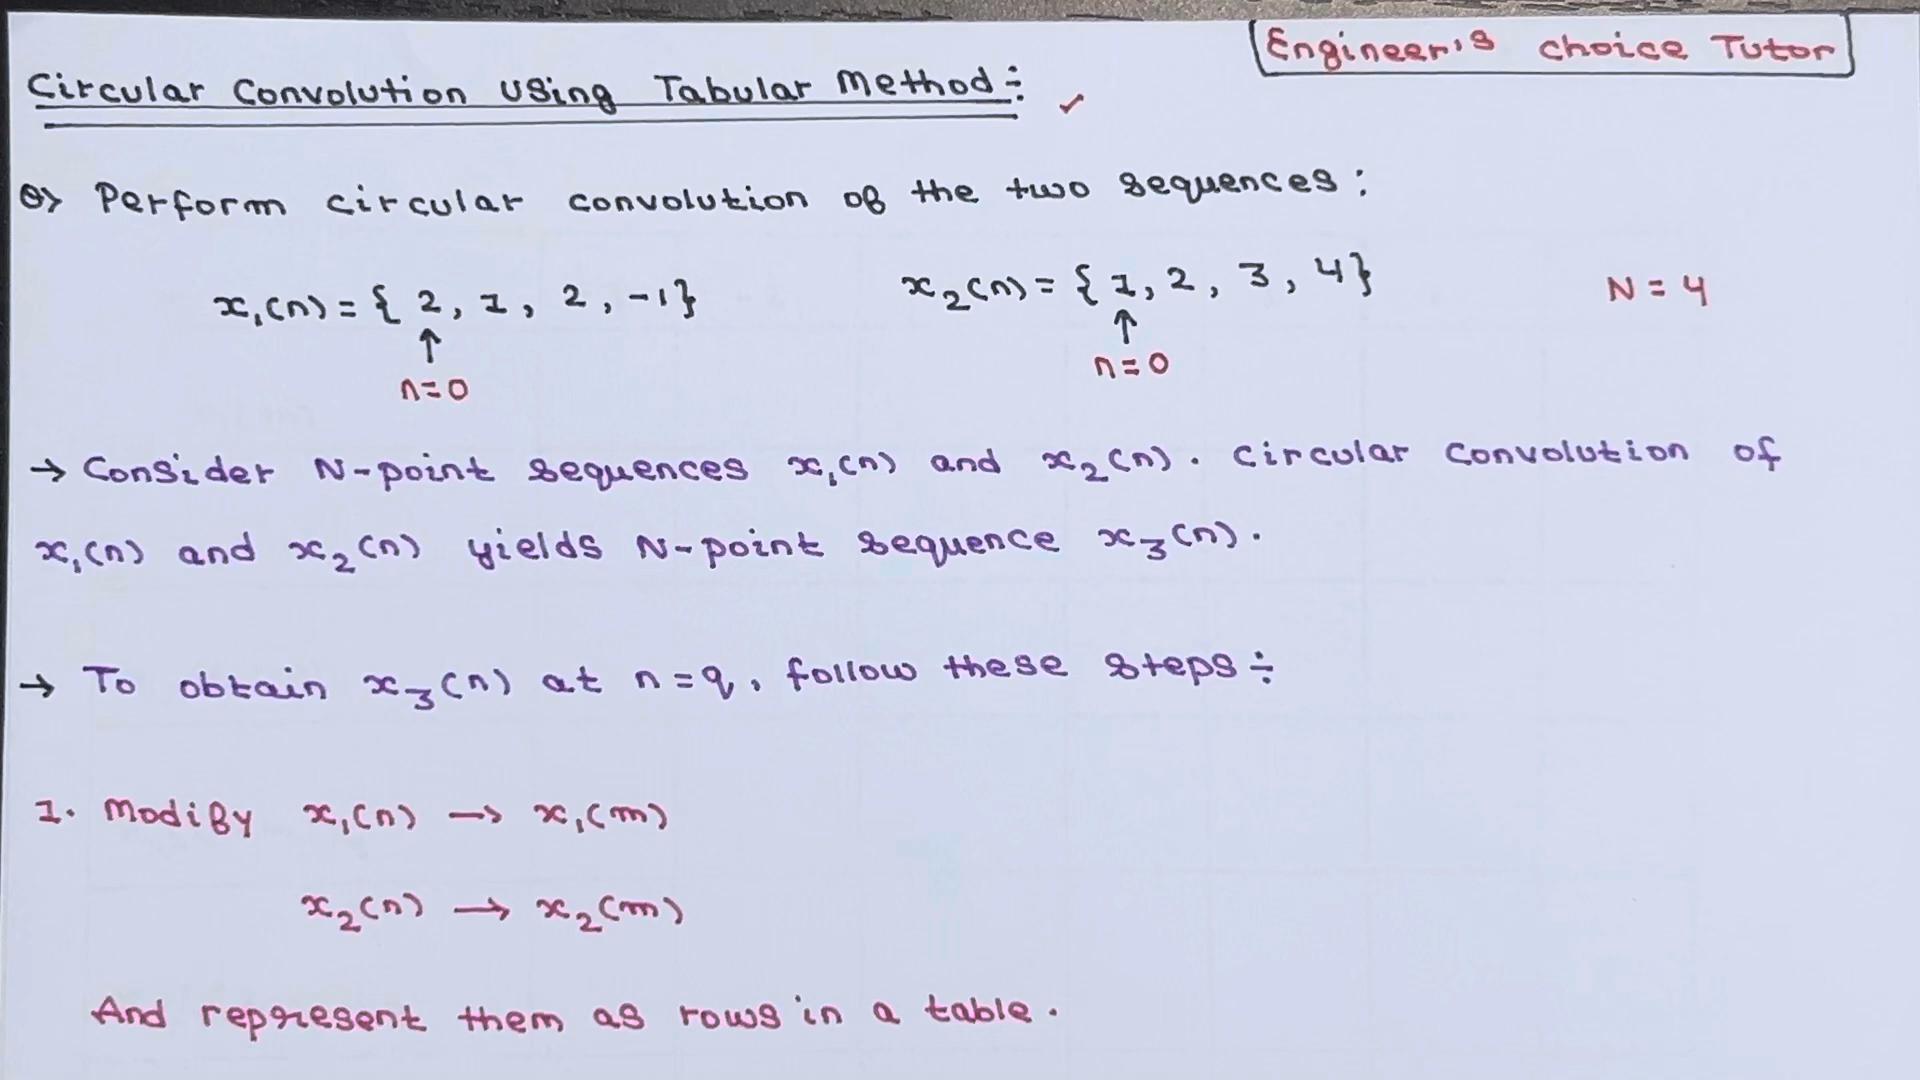 Engineer's choice Tutor
Circular Convolution Using Tabular Method :-
Q> Perform circular convolution of the two sequences :
x₁(n) = { 2, 1, 2, -1}
x₂(n) = { 1, 2, 3, 4}
N = 4
↑
n=0
↑
n=0
→ Consider N-point sequences x₁(n) and x₂(n). Circular Convolution of
x₁(n) and x₂(n) yields N-point sequence x₃(n).
→ To obtain x₃(n) at n=q, follow these steps :-
1. Modify x₁(n) → x₁(m)
x₂(n) → x₂(m)
And represent them as rows in a table.